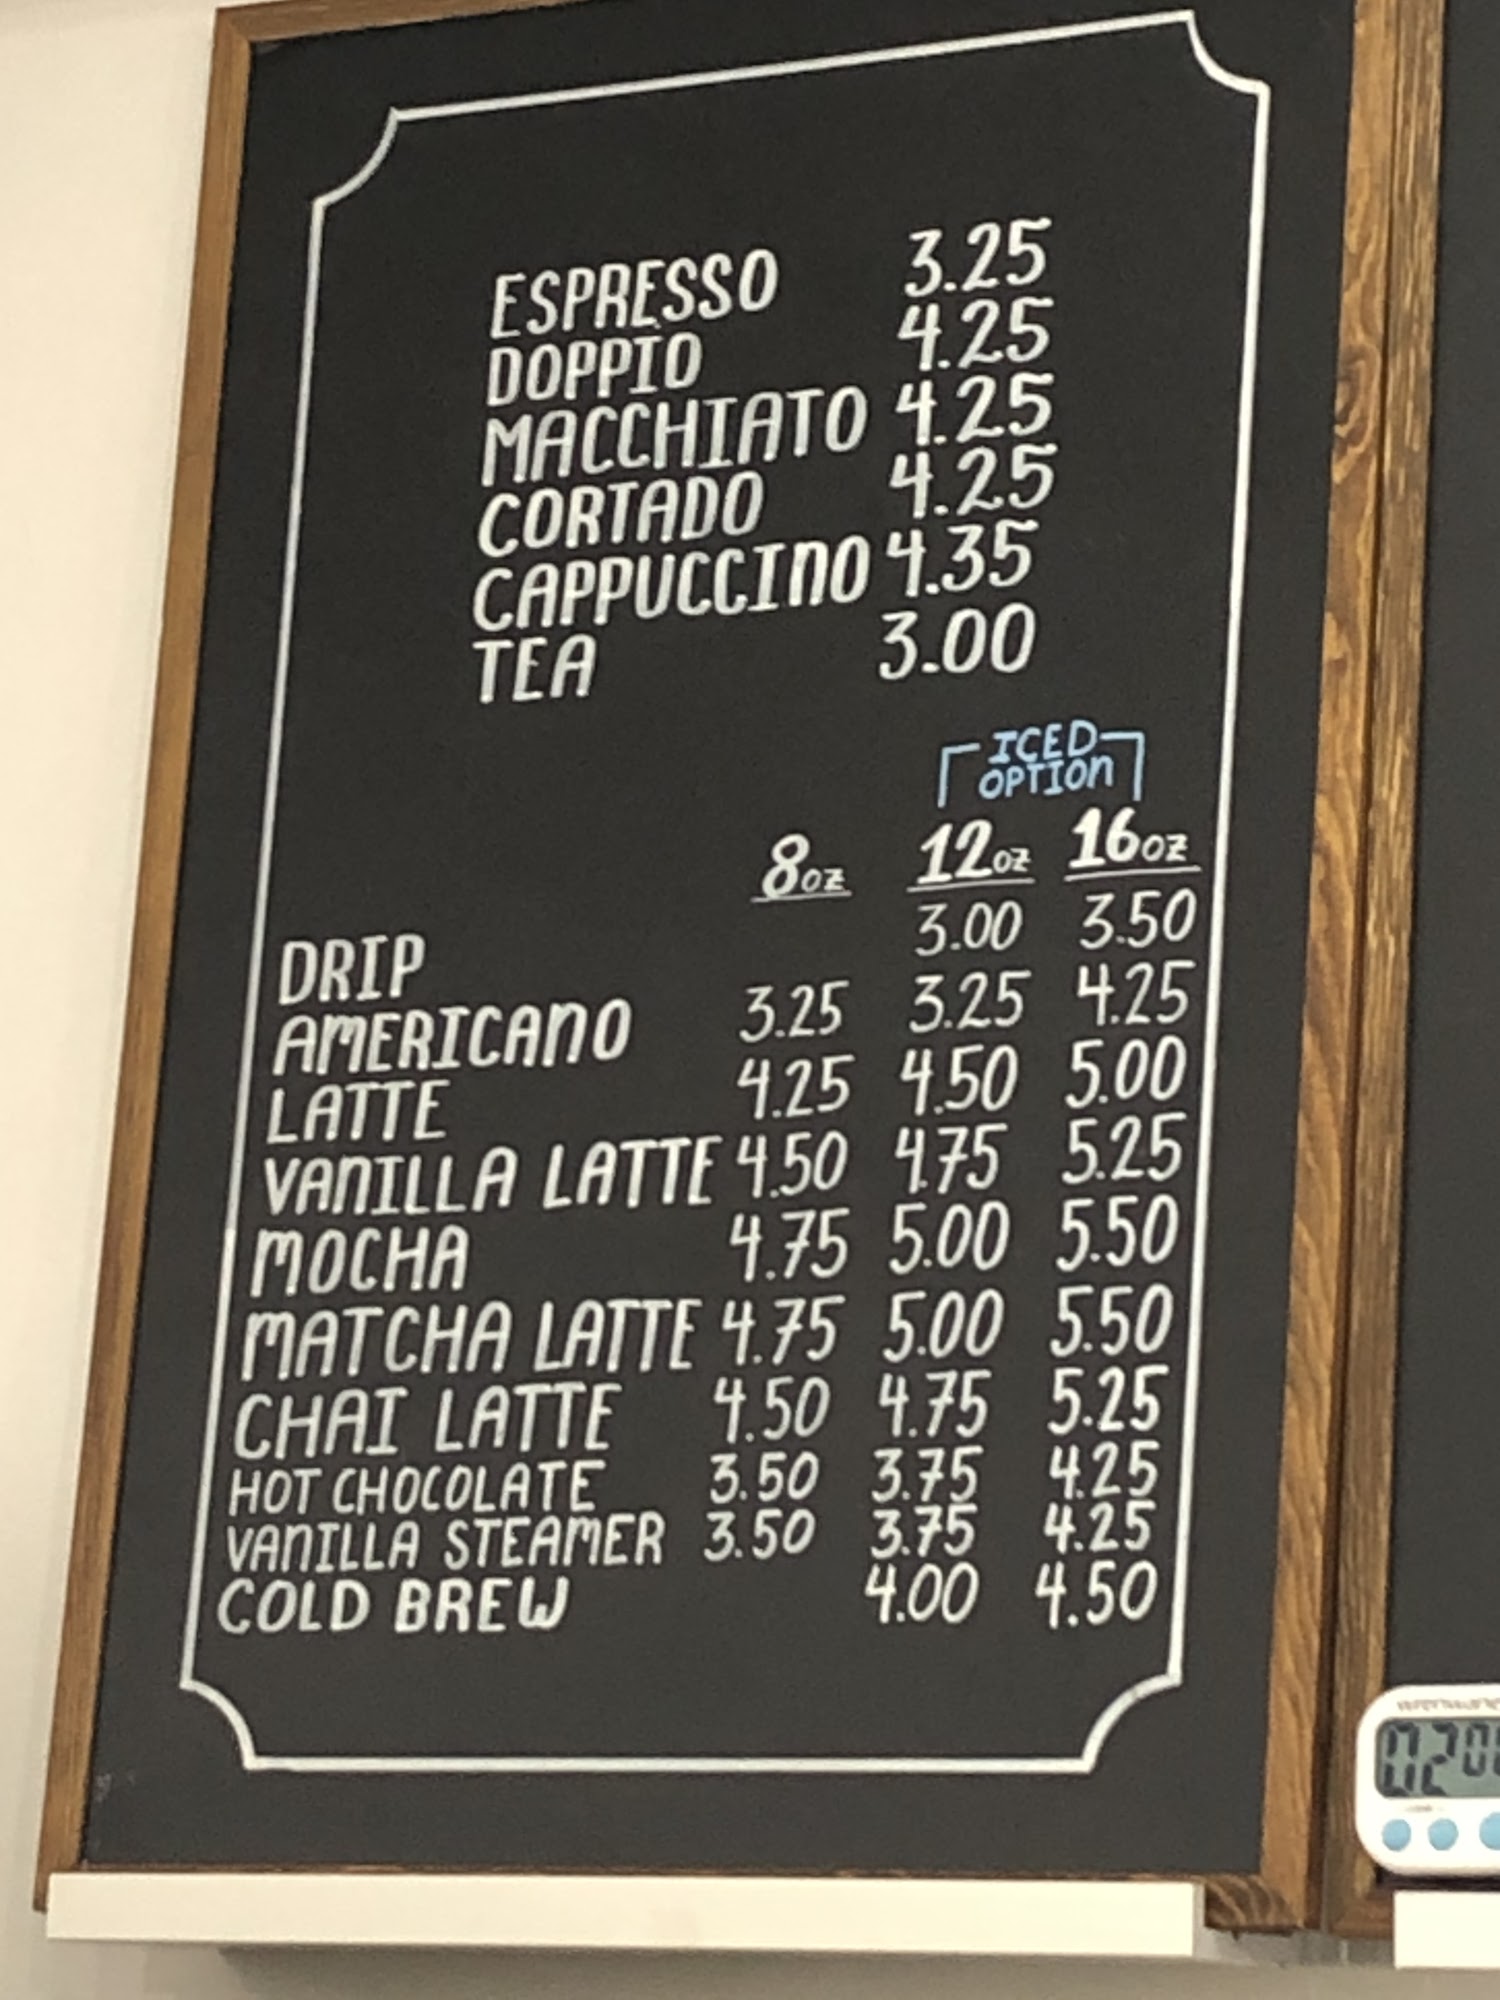 ESPRESSO 3.25
DOPPIO 4.25
MACCHIATO 4.25
CORTADO 4.25
CAPPUCCINO 4.35
TEA 3.00
ICED
OPTION
8oz 12oz 16oz
DRIP 3.00 3.50
AMERICANO 3.25 3.25 4.25
LATTE 4.25 4.50 5.00
VANILLA LATTE 4.50 4.75 5.25
MOCHA 4.75 5.00 5.50
MATCHA LATTE 4.75 5.00 5.50
CHAI LATTE 4.50 4.75 5.25
HOT CHOCOLATE 3.50 3.75 4.25
VANILLA STEAMER 3.50 3.75 4.25
COLD BREW 4.00 4.50